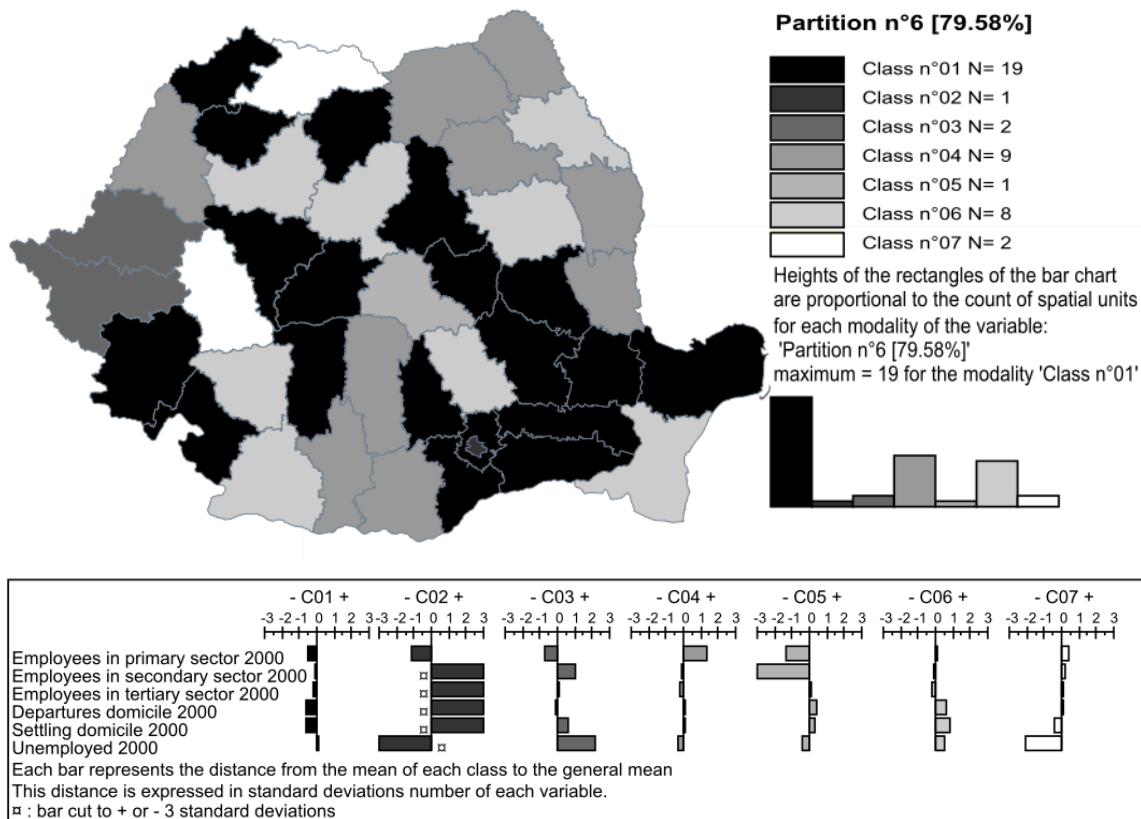 Partition n°6 [79.58%]
Class n°01 N= 19
Class n°02 N= 1
Class n°03 N= 2
Class n°04 N= 9
Class n°05 N= 1
Class n°06 N= 8
Class n°07 N= 2
Heights of the rectangles of the bar chart
are proportional to the count of spatial units
for each modality of the variable:
'Partition n°6 [79.58%]'
maximum = 19 for the modality 'Class n°01'
- C01 + - C02 + - C03 + - C04 + - C05 + - C06 + - C07 +
-3 -2 -1 0 1 2 3 -3 -2 -1 0 1 2 3 -3 -2 -1 0 1 2 3 -3 -2 -1 0 1 2 3 -3 -2 -1 0 1 2 3 -3 -2 -1 0 1 2 3 -3 -2 -1 0 1 2 3
Employees in primary sector 2000
Employees in secondary sector 2000 ¤
Employees in tertiary sector 2000 ¤
Departures domicile 2000 ¤
Settling domicile 2000 ¤
Unemployed 2000 ¤
Each bar represents the distance from the mean of each class to the general mean
This distance is expressed in standard deviations number of each variable.
¤ : bar cut to + or - 3 standard deviations